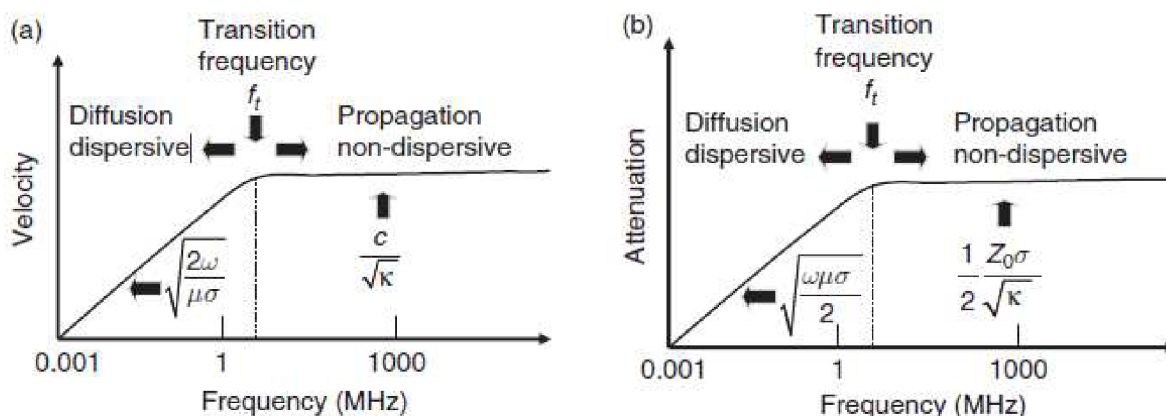 (a)
Transition
frequency
f_t
Diffusion
dispersive
Propagation
non-dispersive
Velocity
√(2ω/μσ)
c/√κ
0.001
1
1000
Frequency (MHz)
(b)
Transition
frequency
f_t
Diffusion
dispersive
Propagation
non-dispersive
Attenuation
√(ωμσ/2)
1/2 Z₀σ/√κ
0.001
1
1000
Frequency (MHz)